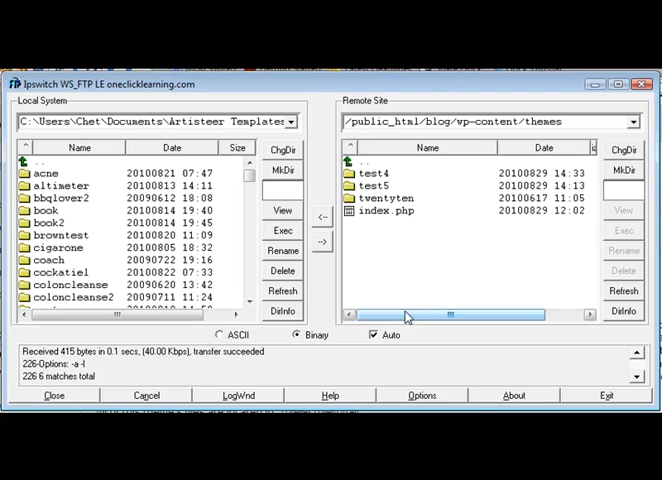 Ipswitch WS_FTP LE oneclicklearning.com
Local System
C:\Users\Chet\Documents\Artisteer Templates
^ Name Date Size
..
acne 20100821 07:47
altimeter 20100813 14:11
bbqlover2 20090612 18:08
book 20100814 19:40
book2 20100814 19:45
browntest 20100820 11:09
cigarone 20100805 18:32
coach 20090722 19:16
cockatiel 20100822 07:33
coloncleanse 20090620 13:42
coloncleanse2 20090711 11:24
ChgDir
MkDir
View
Exec
Rename
Delete
Refresh
DirInfo
<--
-->
Remote Site
/public_html/blog/wp-content/themes
^ Name Date
..
test4 20100829 14:33
test5 20100829 14:13
twentyten 20100617 11:05
index.php 20100829 12:02
ChgDir
MkDir
View
Exec
Rename
Delete
Refresh
DirInfo
ASCII Binary Auto
Received 415 bytes in 0.1 secs, (40.00 Kbps), transfer succeeded
226-Options: -a -l
226 6 matches total
Close Cancel LogWnd Help Options About Exit